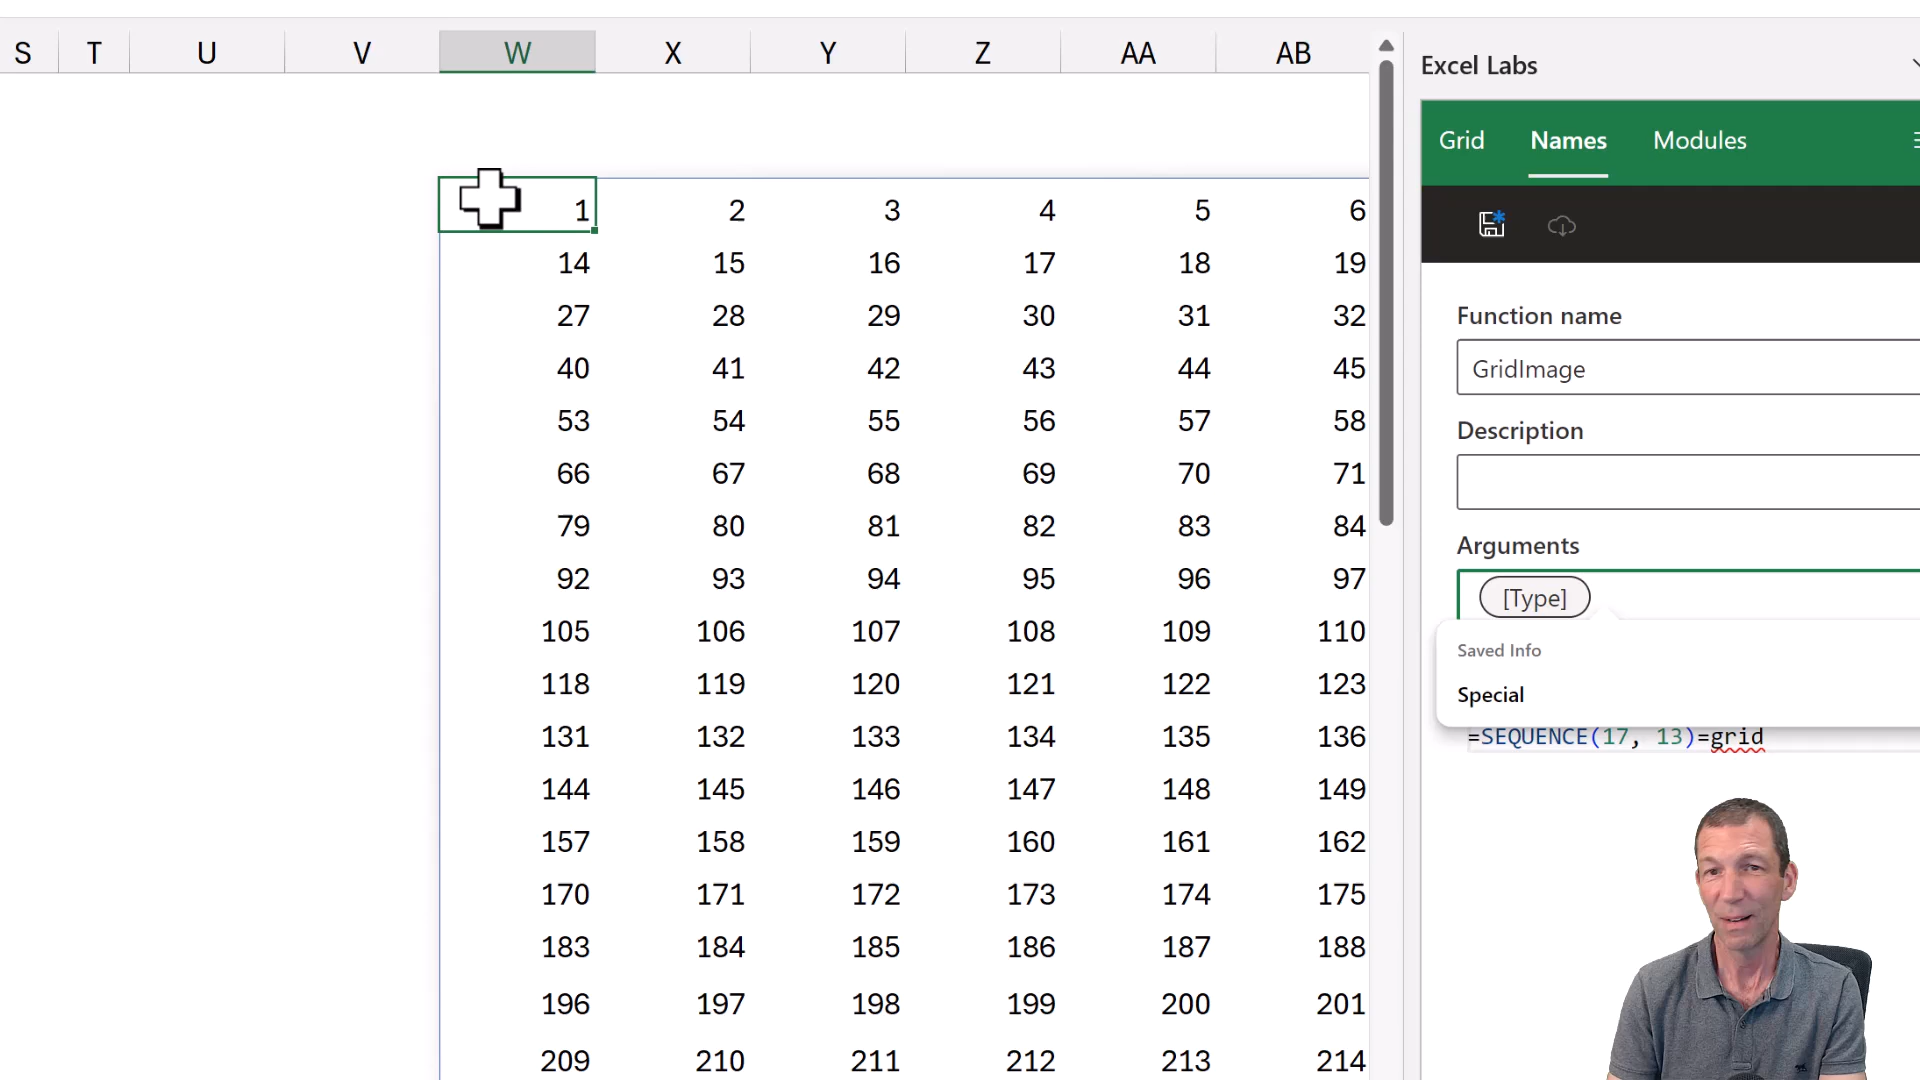 S T U V W X Y Z AA AB
1 2 3 4 5 6
14 15 16 17 18 19
27 28 29 30 31 32
40 41 42 43 44 45
53 54 55 56 57 58
66 67 68 69 70 71
79 80 81 82 83 84
92 93 94 95 96 97
105 106 107 108 109 110
118 119 120 121 122 123
131 132 133 134 135 136
144 145 146 147 148 149
157 158 159 160 161 162
170 171 172 173 174 175
183 184 185 186 187 188
196 197 198 199 200 201
209 210 211 212 213 214
Excel Labs
Grid Names Modules
Function name
GridImage
Description
Arguments
[Type]
Saved Info
Special
=SEQUENCE(17, 13)=grid